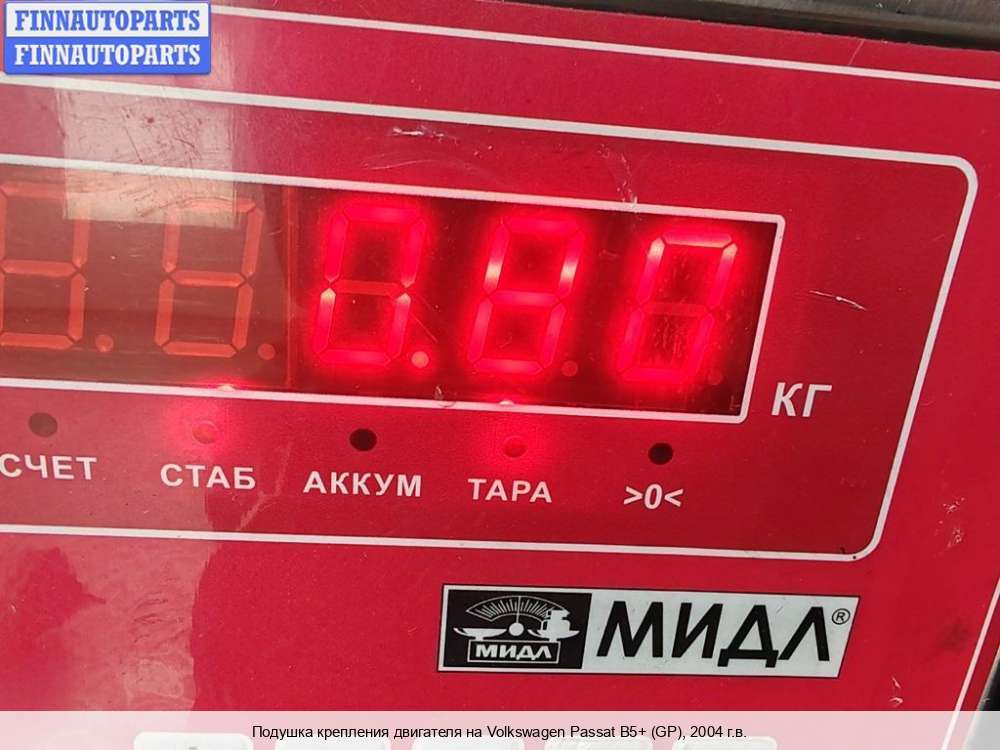 FINNAUTOPARTS
FINNAUTOPARTS
0.80
КГ
СЧЕТ СТАБ АККУМ ТАРА >0<
МИДЛ МИДЛ®
Подушка крепления двигателя на Volkswagen Passat B5+ (GP), 2004 г.в.